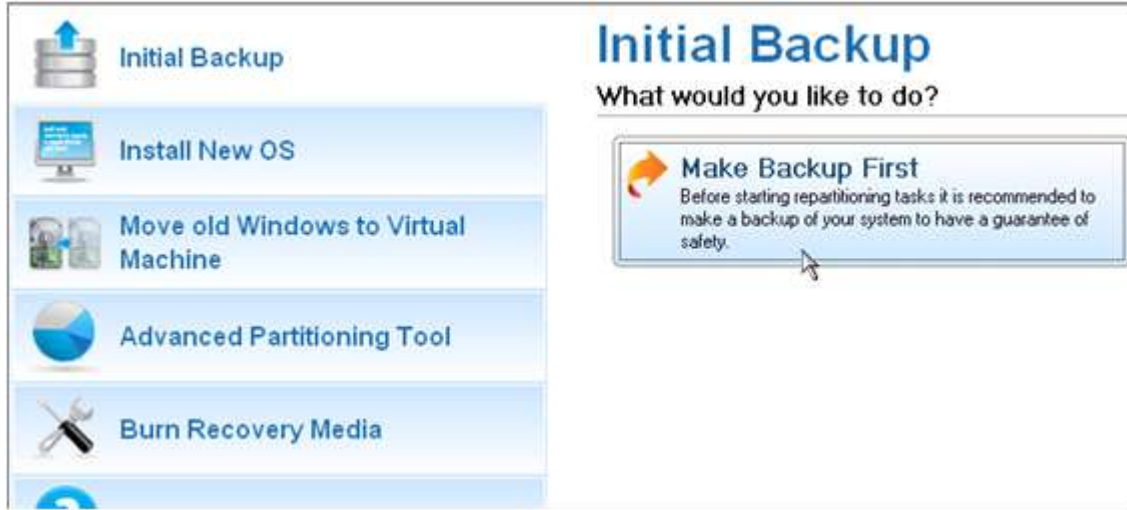 Initial Backup
Install New OS
Move old Windows to Virtual
Machine
Advanced Partitioning Tool
Burn Recovery Media
Initial Backup
What would you like to do?
Make Backup First
Before starting repartitioning tasks it is recommended to
make a backup of your system to have a guarantee of
safety.